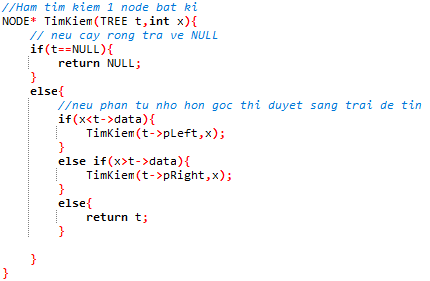 //Ham tim kiem 1 node bat ki
NODE* TimKiem(TREE t,int x){
// neu cay rong tra ve NULL
if(t==NULL){
return NULL;
}
else{
//neu phan tu nho hon goc thi duyet sang trai de tin
if(x<t->data){
TimKiem(t->pLeft,x);
}
else if(x>t->data){
TimKiem(t->pRight,x);
}
else{
return t;
}
}
}